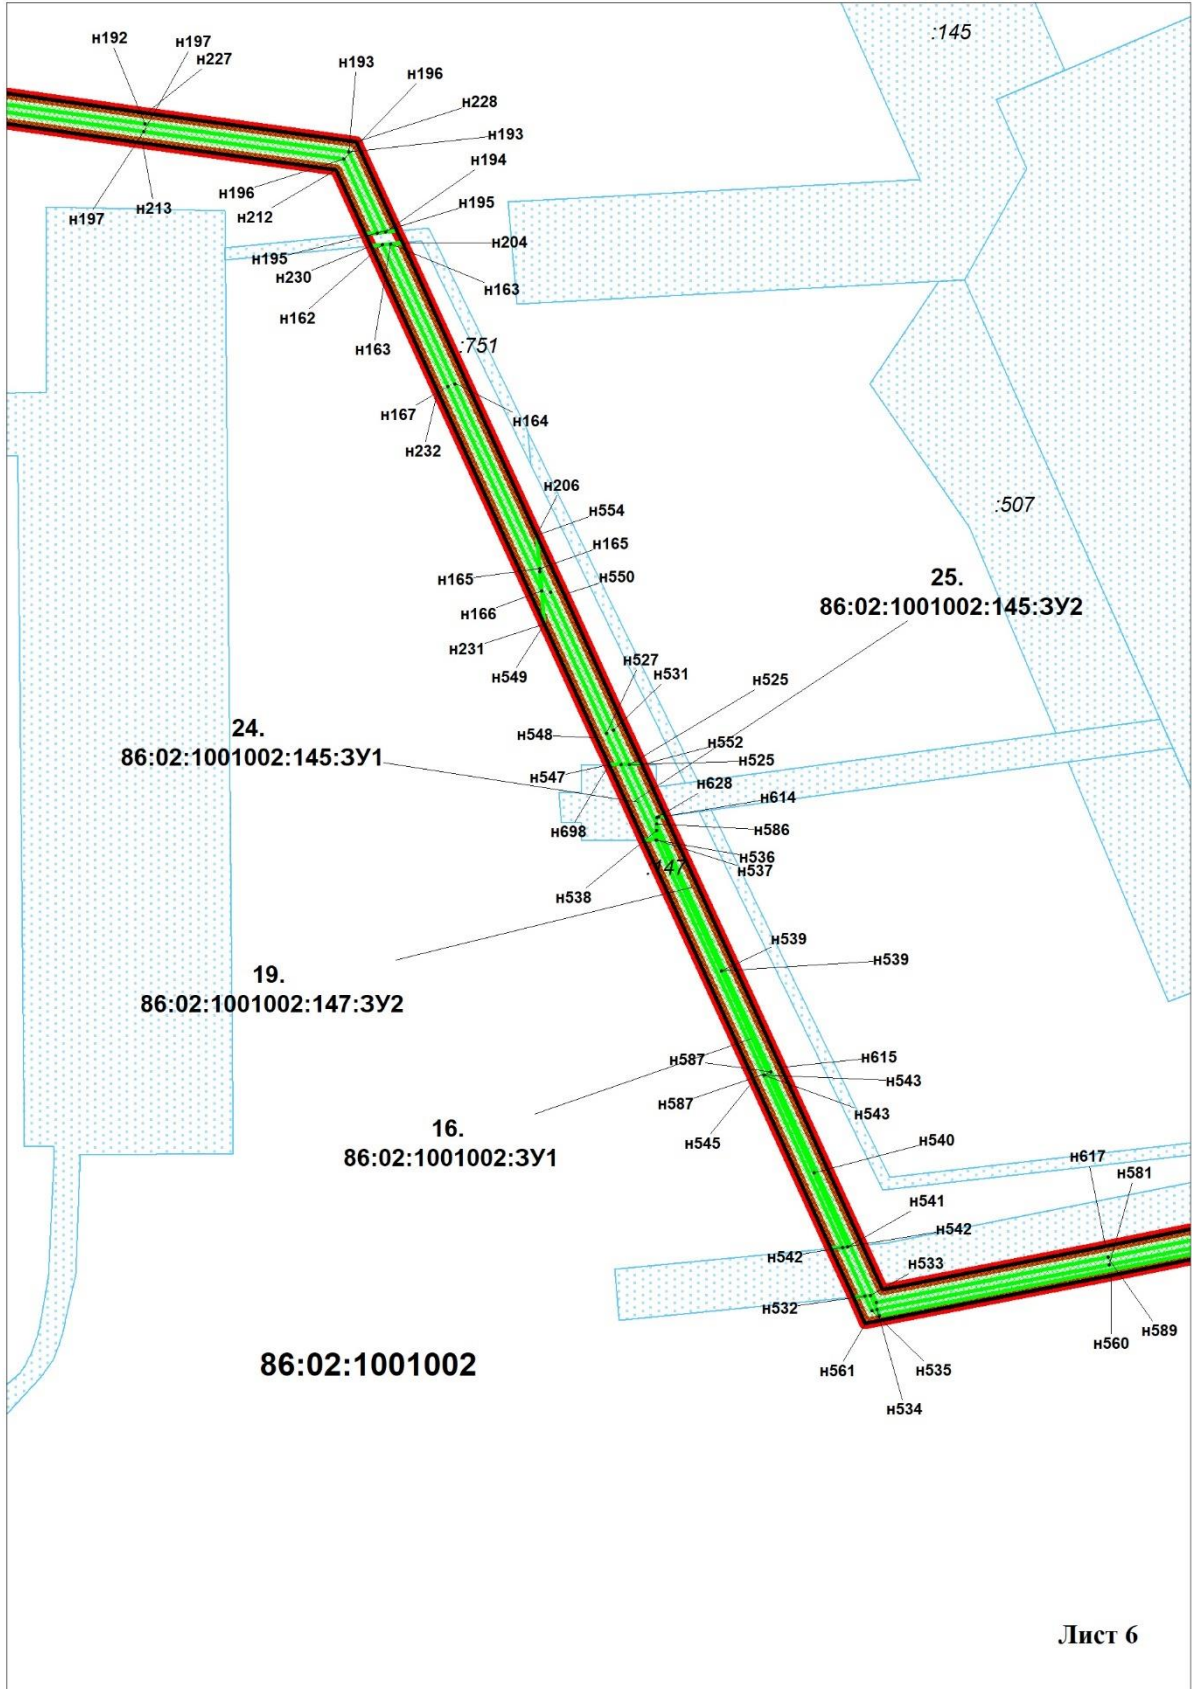 :145
н192
н197
н227
н193
н196
н228
н193
н194
н196
н195
н212
н213
н197
н204
н195
н230
н163
н162
н163
:751
н167
н164
н232
н206
:507
н554
н165
н165
н550
25.
86:02:1001002:145:ЗУ2
н166
н231
н549
н527
н531
н525
24.
86:02:1001002:145:ЗУ1
н548
н552
н525
н547
н628
н614
н698
н586
н536
н537
:147
н538
н539
н539
19.
86:02:1001002:147:ЗУ2
н587
н615
н543
н587
н543
16.
86:02:1001002:ЗУ1
н545
н540
н617
н581
н541
н542
н542
н533
н532
н589
н560
86:02:1001002
н561
н535
н534
Лист 6